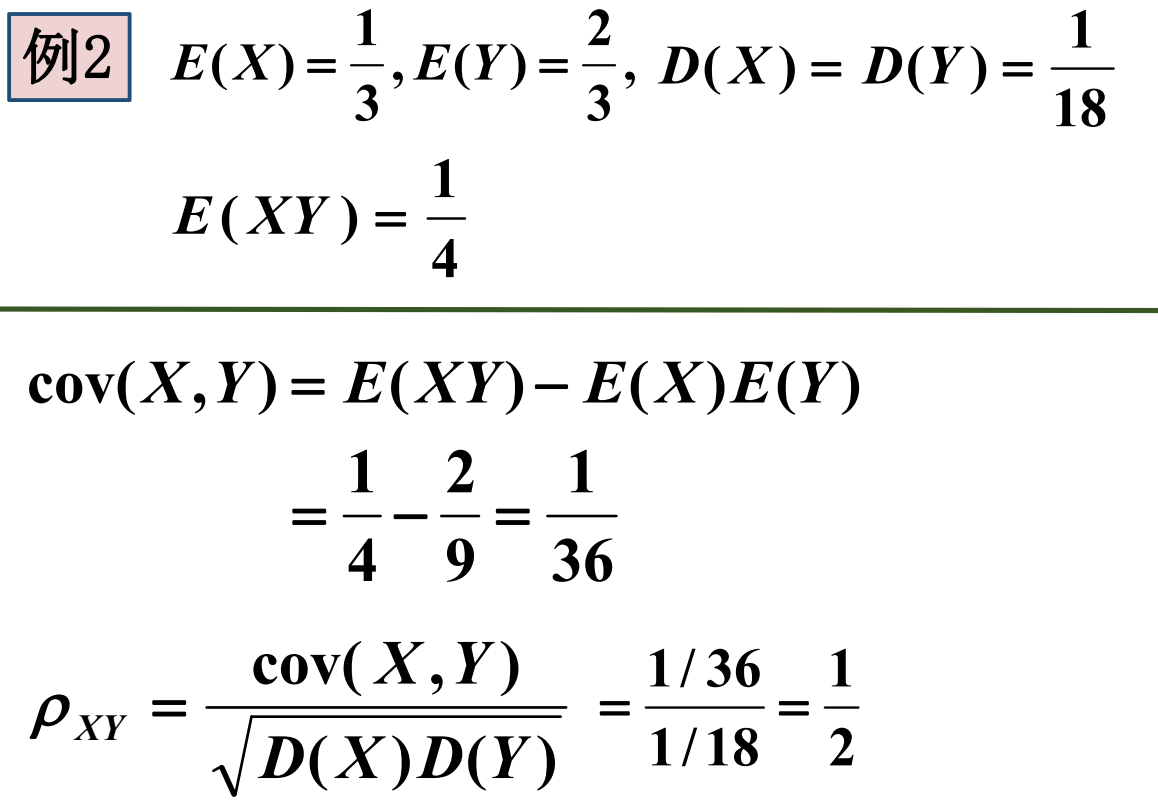 例2 E(X) = 1/3, E(Y) = 2/3, D(X) = D(Y) = 1/18
E(XY) = 1/4
cov(X,Y) = E(XY) − E(X)E(Y)
= 1/4 − 2/9 = 1/36
ρ_XY = cov(X,Y)/√(D(X)D(Y)) = (1/36)/(1/18) = 1/2